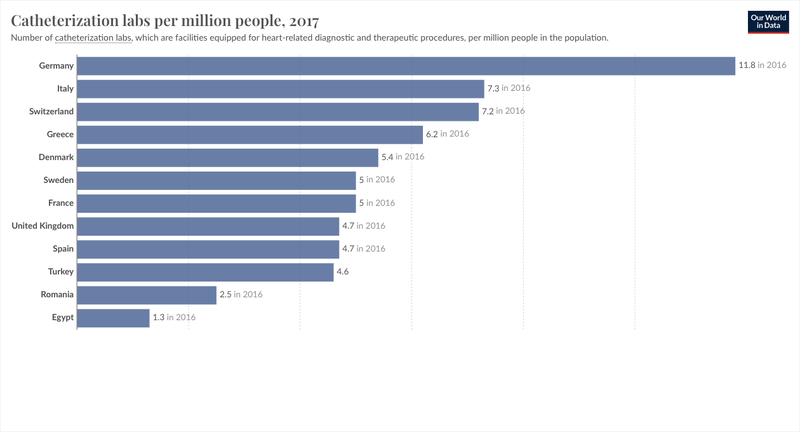 Catheterization labs per million people, 2017
Our World
in Data
Number of catheterization labs, which are facilities equipped for heart-related diagnostic and therapeutic procedures, per million people in the population.
Germany 11.8 in 2016
Italy 7.3 in 2016
Switzerland 7.2 in 2016
Greece 6.2 in 2016
Denmark 5.4 in 2016
Sweden 5 in 2016
France 5 in 2016
United Kingdom 4.7 in 2016
Spain 4.7 in 2016
Turkey 4.6
Romania 2.5 in 2016
Egypt 1.3 in 2016